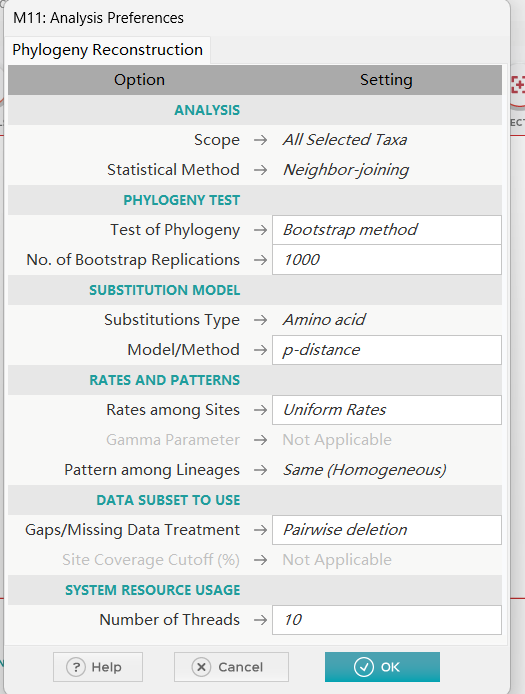 M11: Analysis Preferences
Phylogeny Reconstruction
Option Setting
ANALYSIS
Scope → All Selected Taxa
Statistical Method → Neighbor-joining
PHYLOGENY TEST
Test of Phylogeny → Bootstrap method
No. of Bootstrap Replications → 1000
SUBSTITUTION MODEL
Substitutions Type → Amino acid
Model/Method → p-distance
RATES AND PATTERNS
Rates among Sites → Uniform Rates
Gamma Parameter → Not Applicable
Pattern among Lineages → Same (Homogeneous)
DATA SUBSET TO USE
Gaps/Missing Data Treatment → Pairwise deletion
Site Coverage Cutoff (%) → Not Applicable
SYSTEM RESOURCE USAGE
Number of Threads → 10
? Help Cancel OK